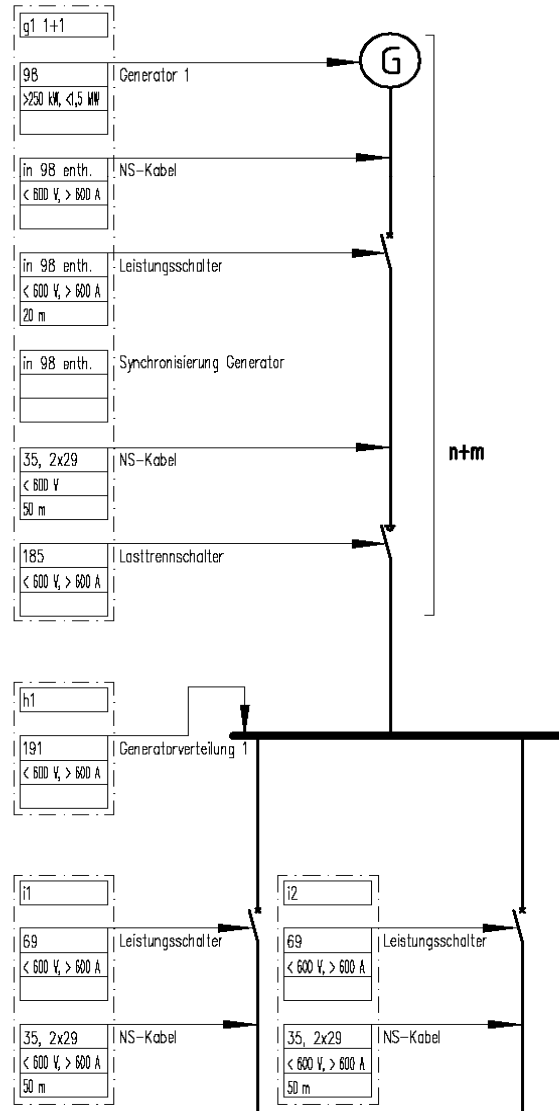 g1 1+1
98
>250 kW, <1,5 MW
Generator 1
G
in 98 enth.
< 600 V, > 600 A
NS-Kabel
in 98 enth.
< 600 V, > 600 A
20 m
Leistungsschalter
in 98 enth.
Synchronisierung Generator
35, 2x29
< 600 V
50 m
NS-Kabel
n+m
185
< 600 V, > 600 A
Lasttrennschalter
h1
191
< 600 V, > 600 A
Generatorverteilung 1
i1
69
< 600 V, > 600 A
Leistungsschalter
35, 2x29
< 600 V, > 600 A
50 m
NS-Kabel
i2
69
< 600 V, > 600 A
Leistungsschalter
35, 2x29
< 600 V, > 600 A
50 m
NS-Kabel